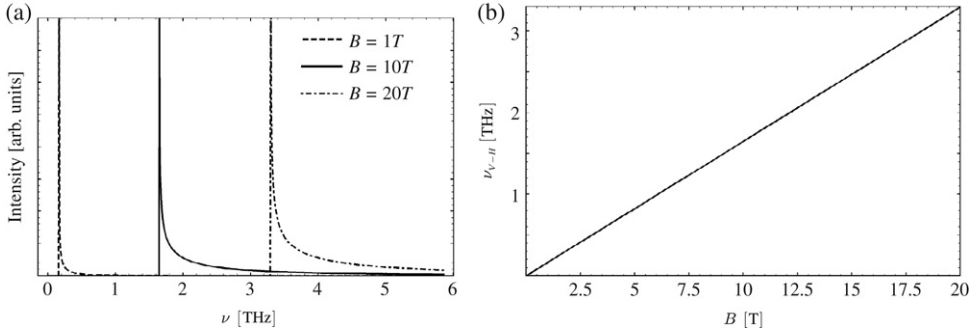 (a)
Intensity [arb. units]
B = 1T
B = 10T
B = 20T
0 1 2 3 4 5 6
ν [THz]
(b)
ν_{V-H} [THz]
3
2
1
2.5 5 7.5 10 12.5 15 17.5 20
B [T]